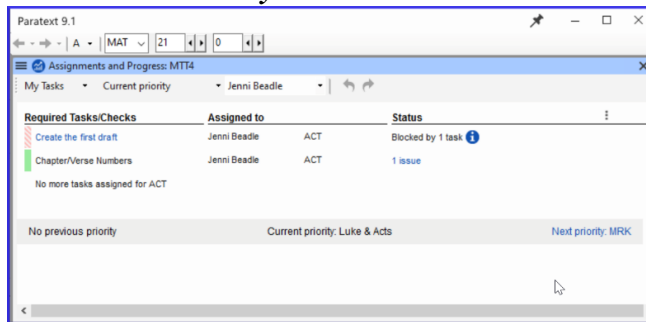 Paratext 9.1
A MAT 21 0
Assignments and Progress: MTT4
My Tasks Current priority Jenni Beadle
Required Tasks/Checks Assigned to Status
Create the first draft Jenni Beadle ACT Blocked by 1 task
Chapter/Verse Numbers Jenni Beadle ACT 1 issue
No more tasks assigned for ACT
No previous priority Current priority: Luke & Acts Next priority: MRK